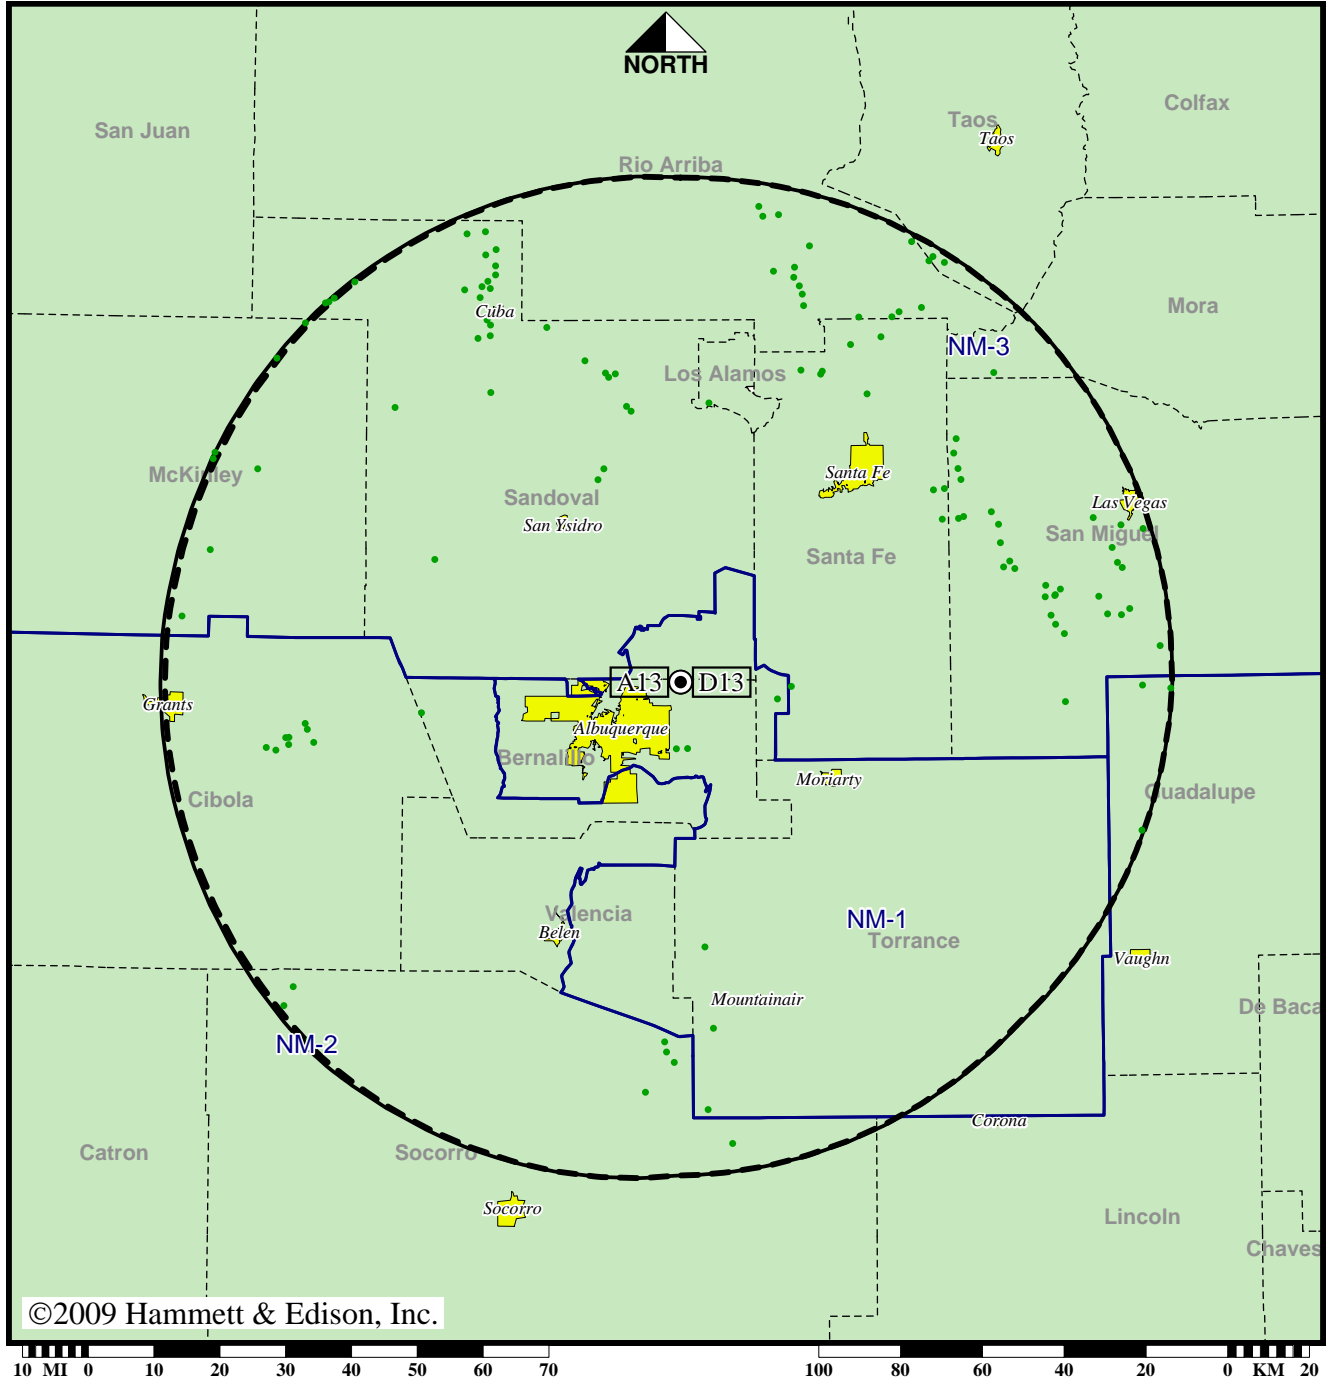 NORTH
Colfax
Taos
San Juan
Taos
Rio Arriba
Mora
Cuba
NM-3
Los Alamos
McKinley
Santa Fe
Sandoval
Las Vegas
San Ysidro
San Miguel
Santa Fe
A13 D13
Grants
Albuquerque
Bernalillo
Moriarty
Cibola
Guadalupe
Valencia
NM-1
Belen
Torrance
Vaughn
Mountainair
De Baca
NM-2
Corona
Catron
Socorro
Socorro
Lincoln
Chaves
©2009 Hammett & Edison, Inc.
10 MI 0 10 20 30 40 50 60 70 100 80 60 40 20 0 KM 20